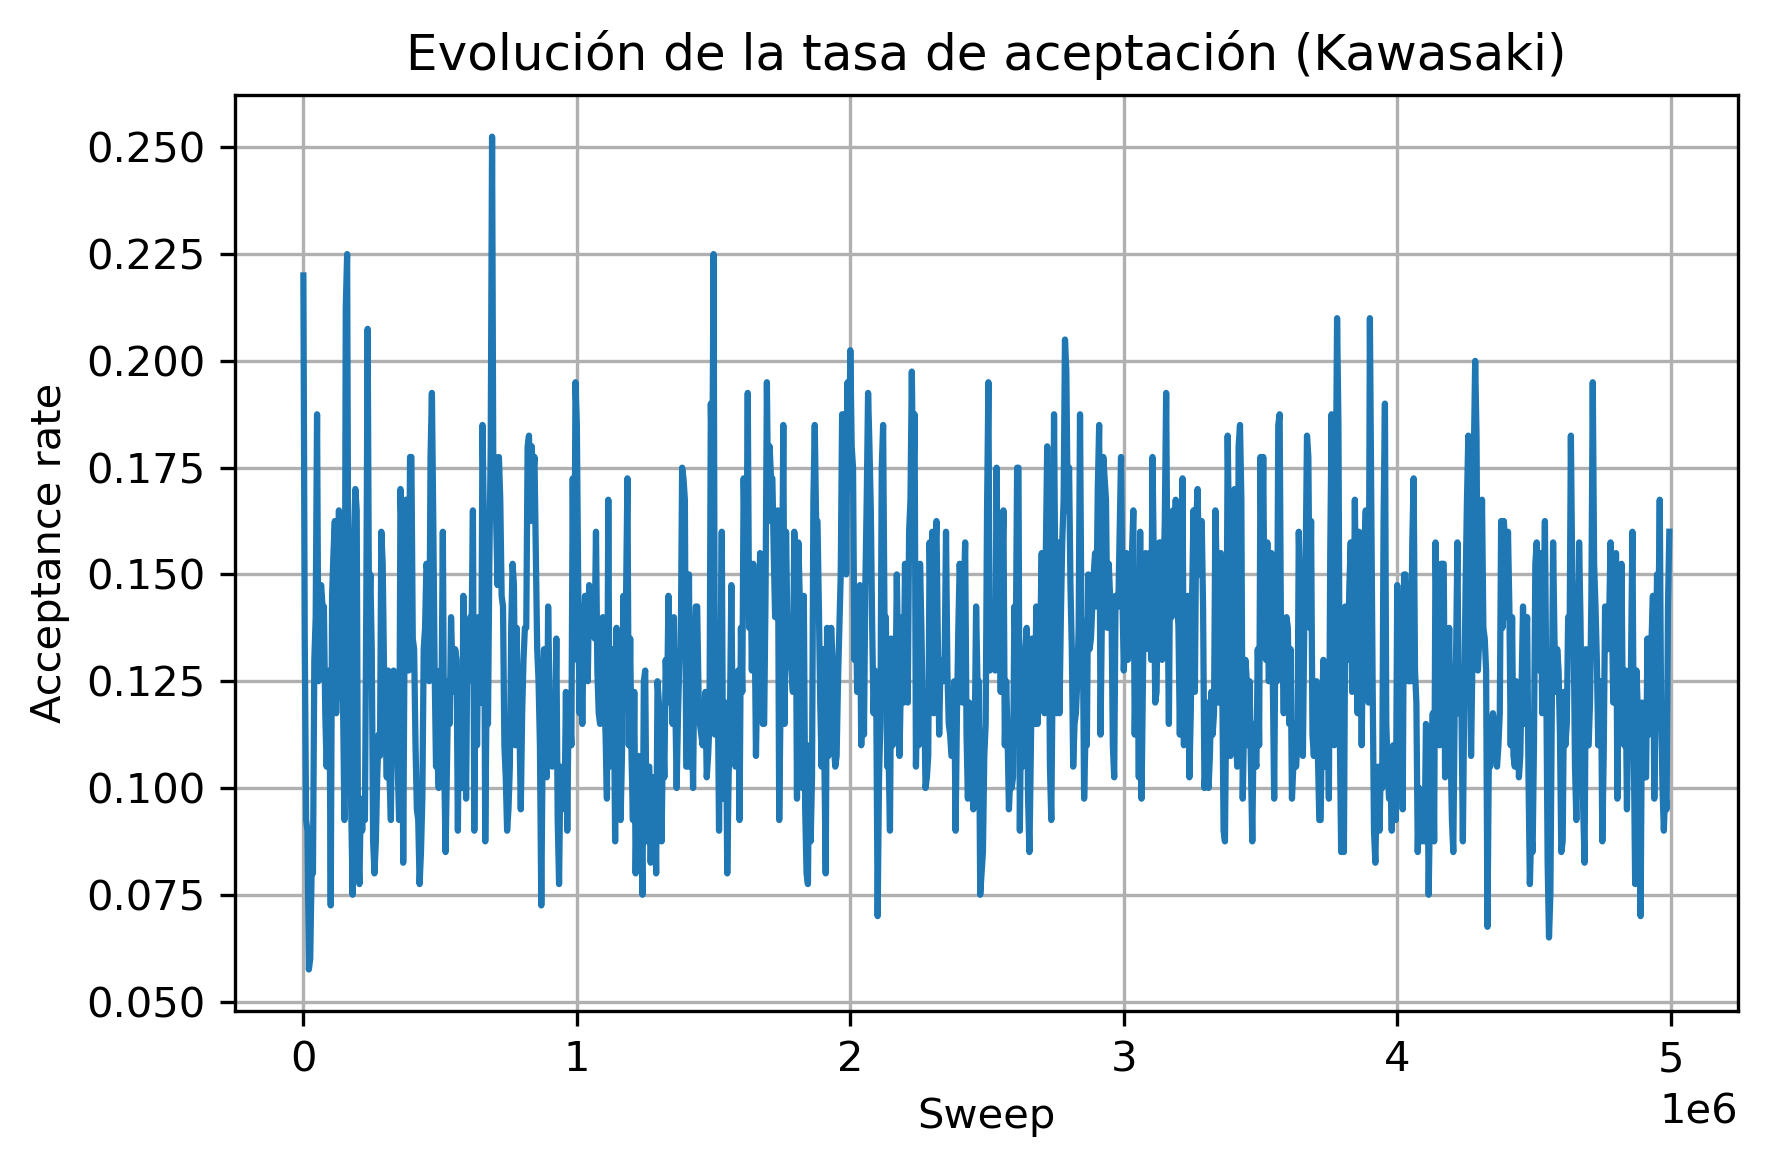 Evolución de la tasa de aceptación (Kawasaki)
0.250
0.225
0.200
0.175
0.150
0.125
0.100
0.075
0.050
Acceptance rate
0 1 2 3 4 5
1e6
Sweep